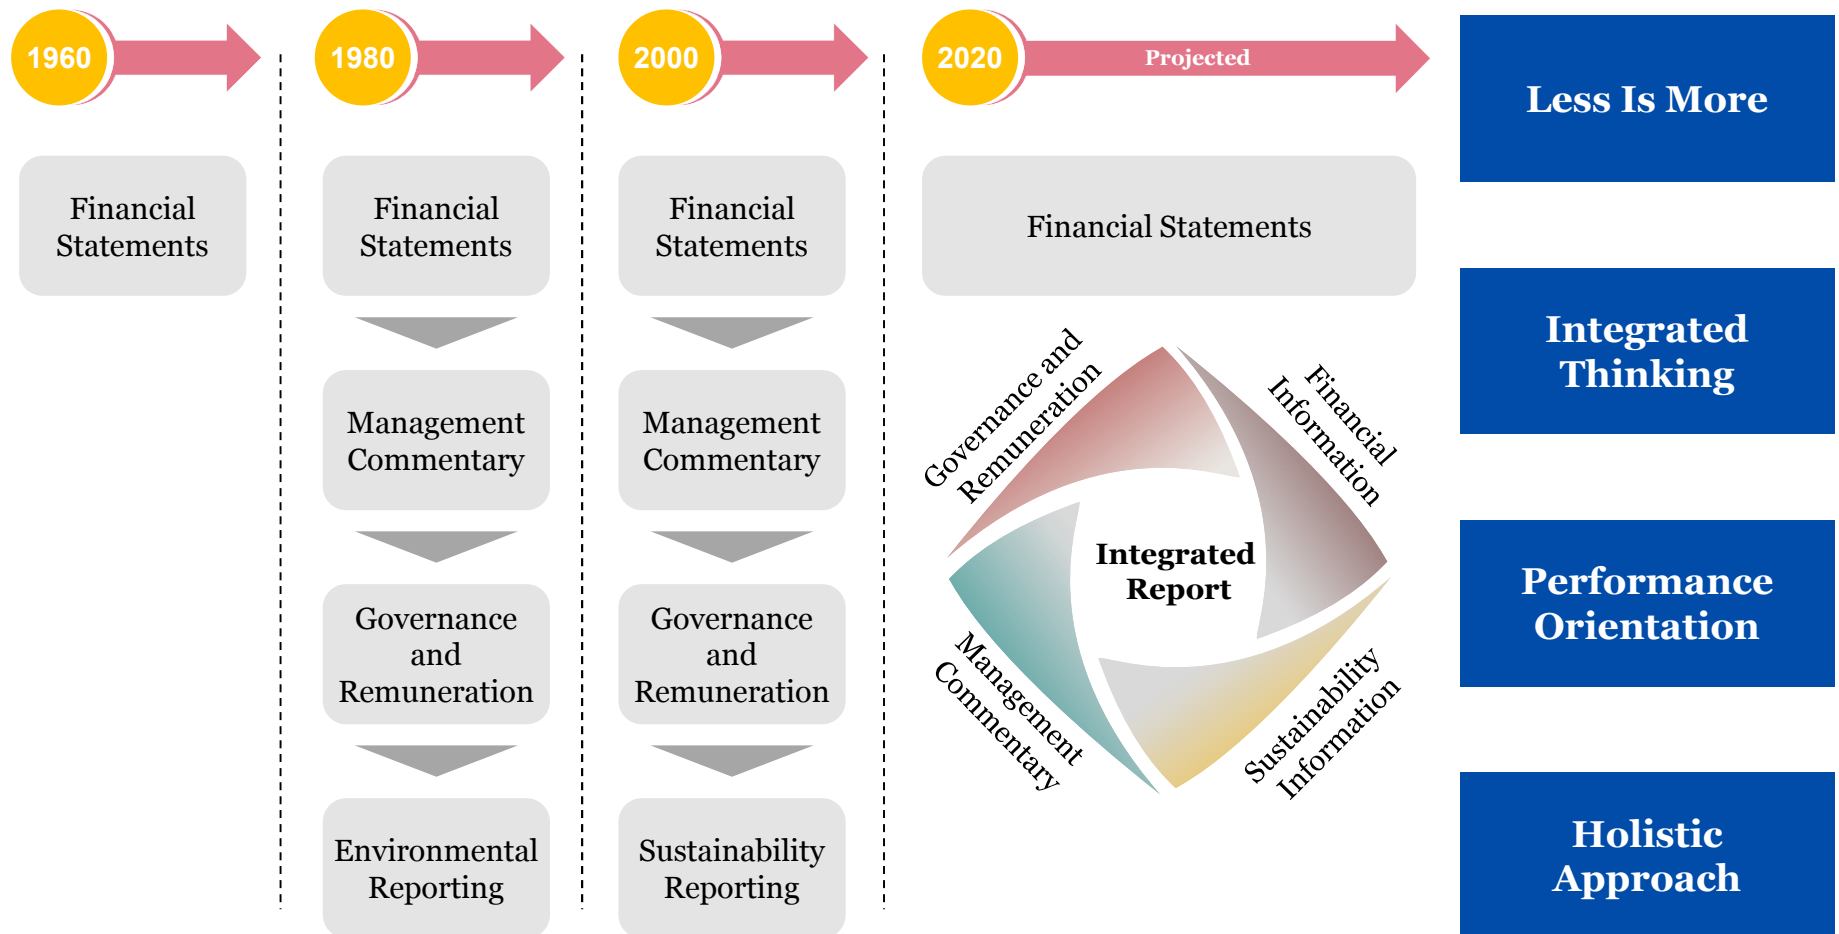 1960
Financial
Statements
1980
Financial
Statements
Management
Commentary
Governance
and
Remuneration
Environmental
Reporting
2000
Financial
Statements
Management
Commentary
Governance
and
Remuneration
Sustainability
Reporting
2020
Projected
Financial Statements
Governance and
Remuneration
Financial
Information
Integrated
Report
Management
Commentary
Sustainability
Information
Less Is More
Integrated
Thinking
Performance
Orientation
Holistic
Approach